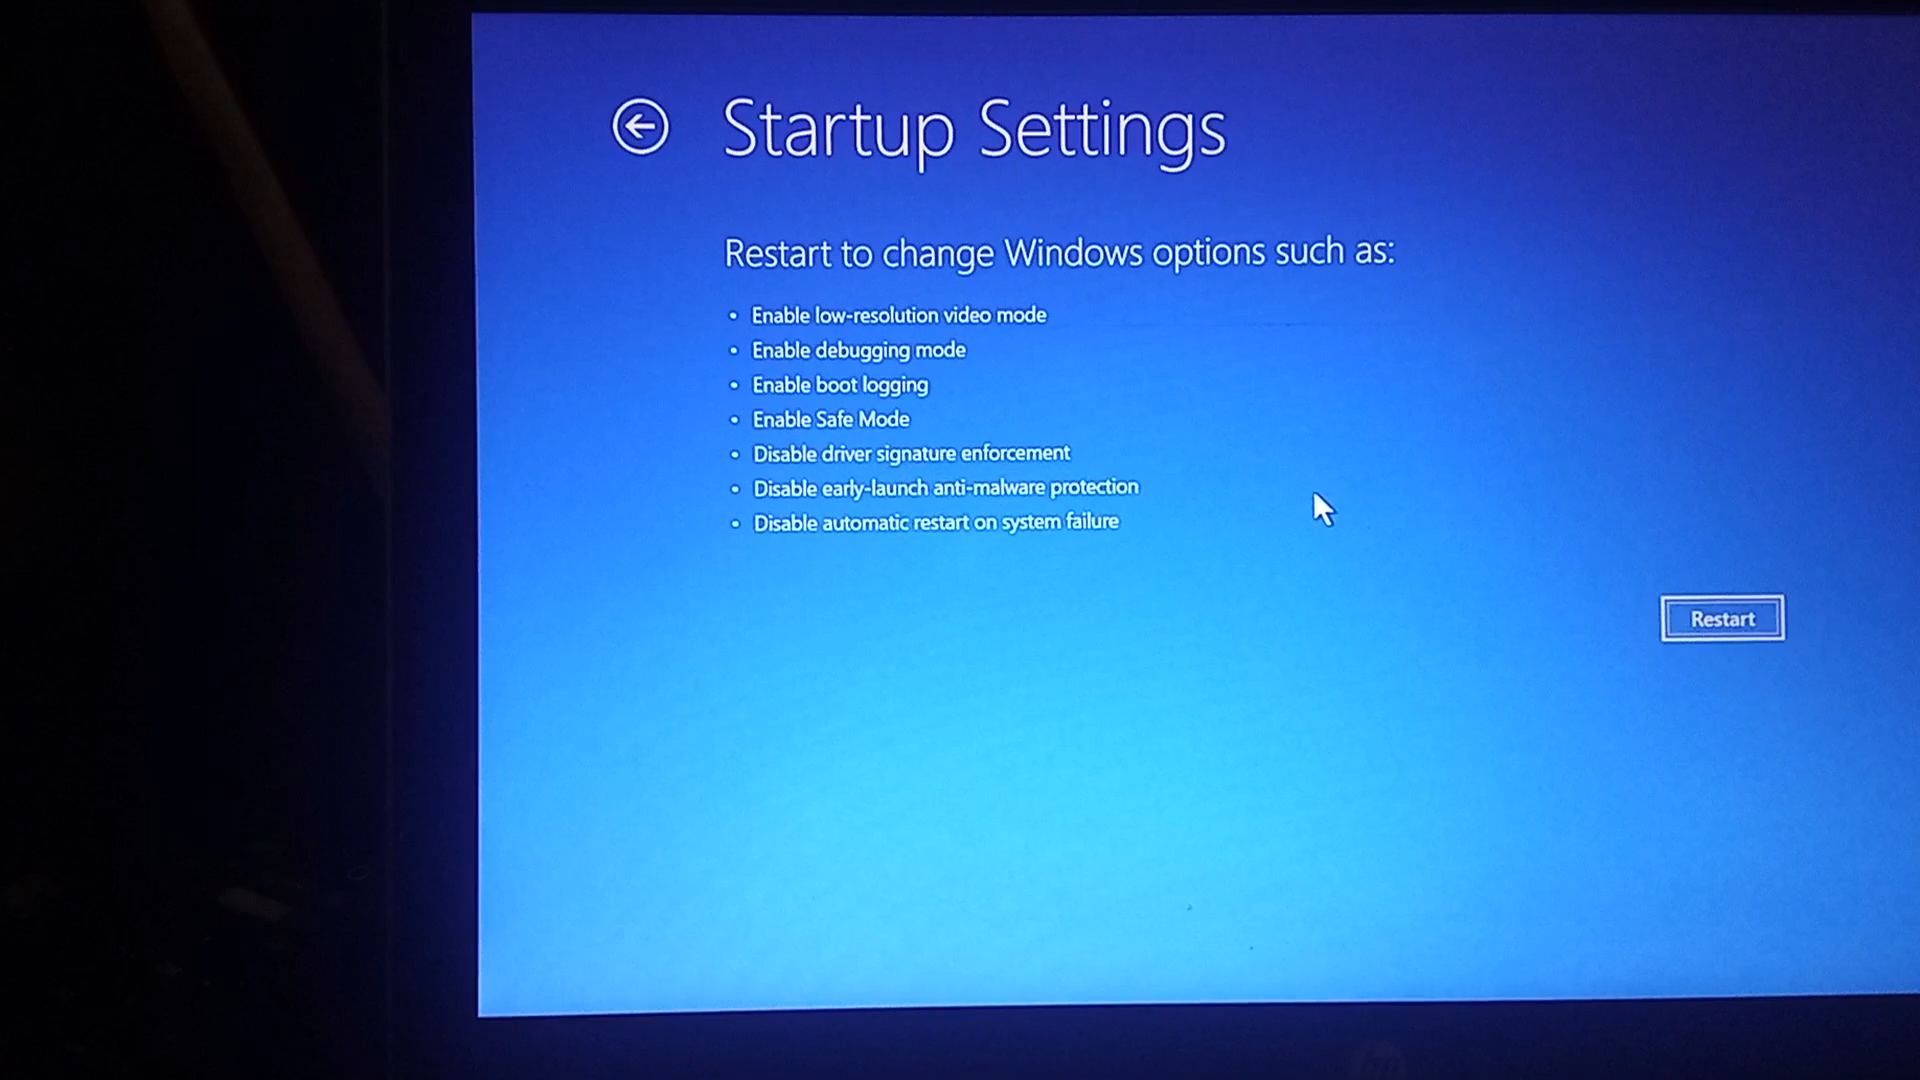 Startup Settings
Restart to change Windows options such as:
• Enable low-resolution video mode
• Enable debugging mode
• Enable boot logging
• Enable Safe Mode
• Disable driver signature enforcement
• Disable early-launch anti-malware protection
• Disable automatic restart on system failure
Restart
hp